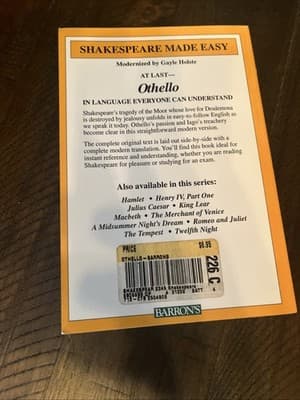 SHAKESPEARE MADE EASY
Modernized by Gayle Holste
AT LAST—
Othello
IN LANGUAGE EVERYONE CAN UNDERSTAND
Shakespeare's tragedy of the Moor whose love for Desdemona
is destroyed by jealousy unfolds in easy-to-follow English as
we speak it today. Othello's passion and Iago's treachery
become clear in this straightforward modern version.
The complete original text is laid out side-by-side with a
complete modern translation. You'll find this book ideal for
instant reference and understanding, whether you are reading
Shakespeare for pleasure or studying for an exam.
Also available in this series:
Hamlet • Henry IV, Part One
Julius Caesar • King Lear
Macbeth • The Merchant of Venice
A Midsummer Night's Dream • Romeo and Juliet
The Tempest • Twelfth Night
PRICE $6.95
OTHELLO-BARRONS
226 C
BARRON'S